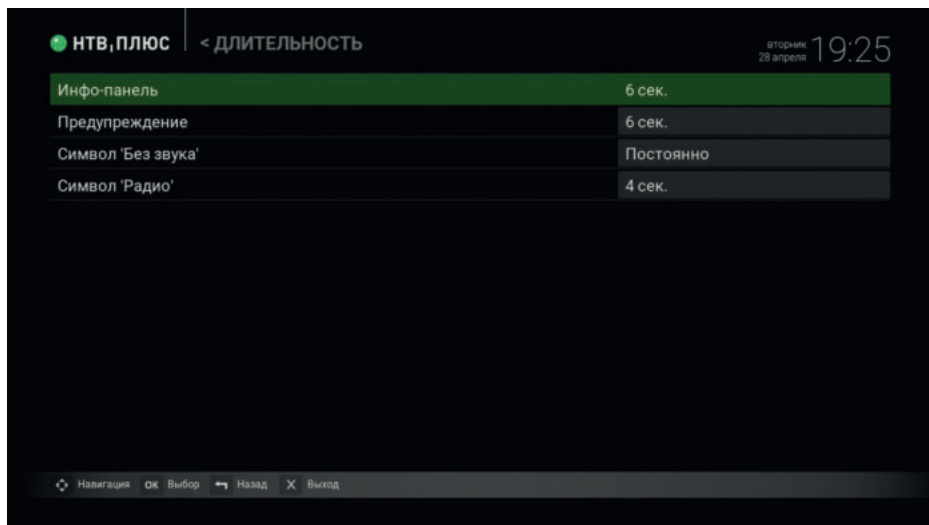 НТВ ПЛЮС < ДЛИТЕЛЬНОСТЬ
вторник
28 апреля 19:25
Инфо-панель 6 сек.
Предупреждение 6 сек.
Символ 'Без звука' Постоянно
Символ 'Радио' 4 сек.
Навигация ОК Выбор Назад X Выход